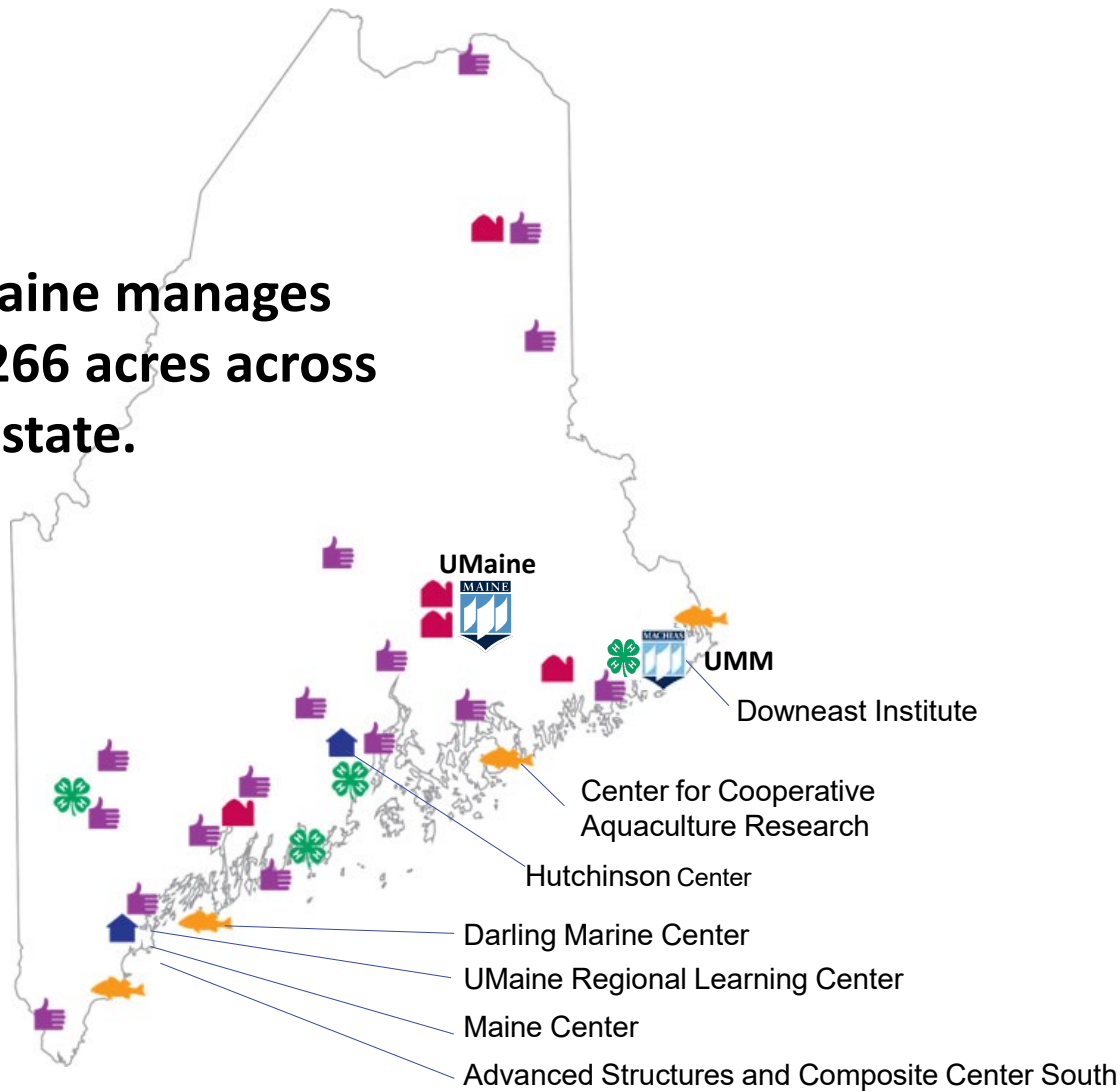 aine manages
266 acres across
state.
UMaine
MAINE
MACHIAS
UMM
Downeast Institute
Center for Cooperative
Aquaculture Research
Hutchinson Center
Darling Marine Center
UMaine Regional Learning Center
Maine Center
Advanced Structures and Composite Center South